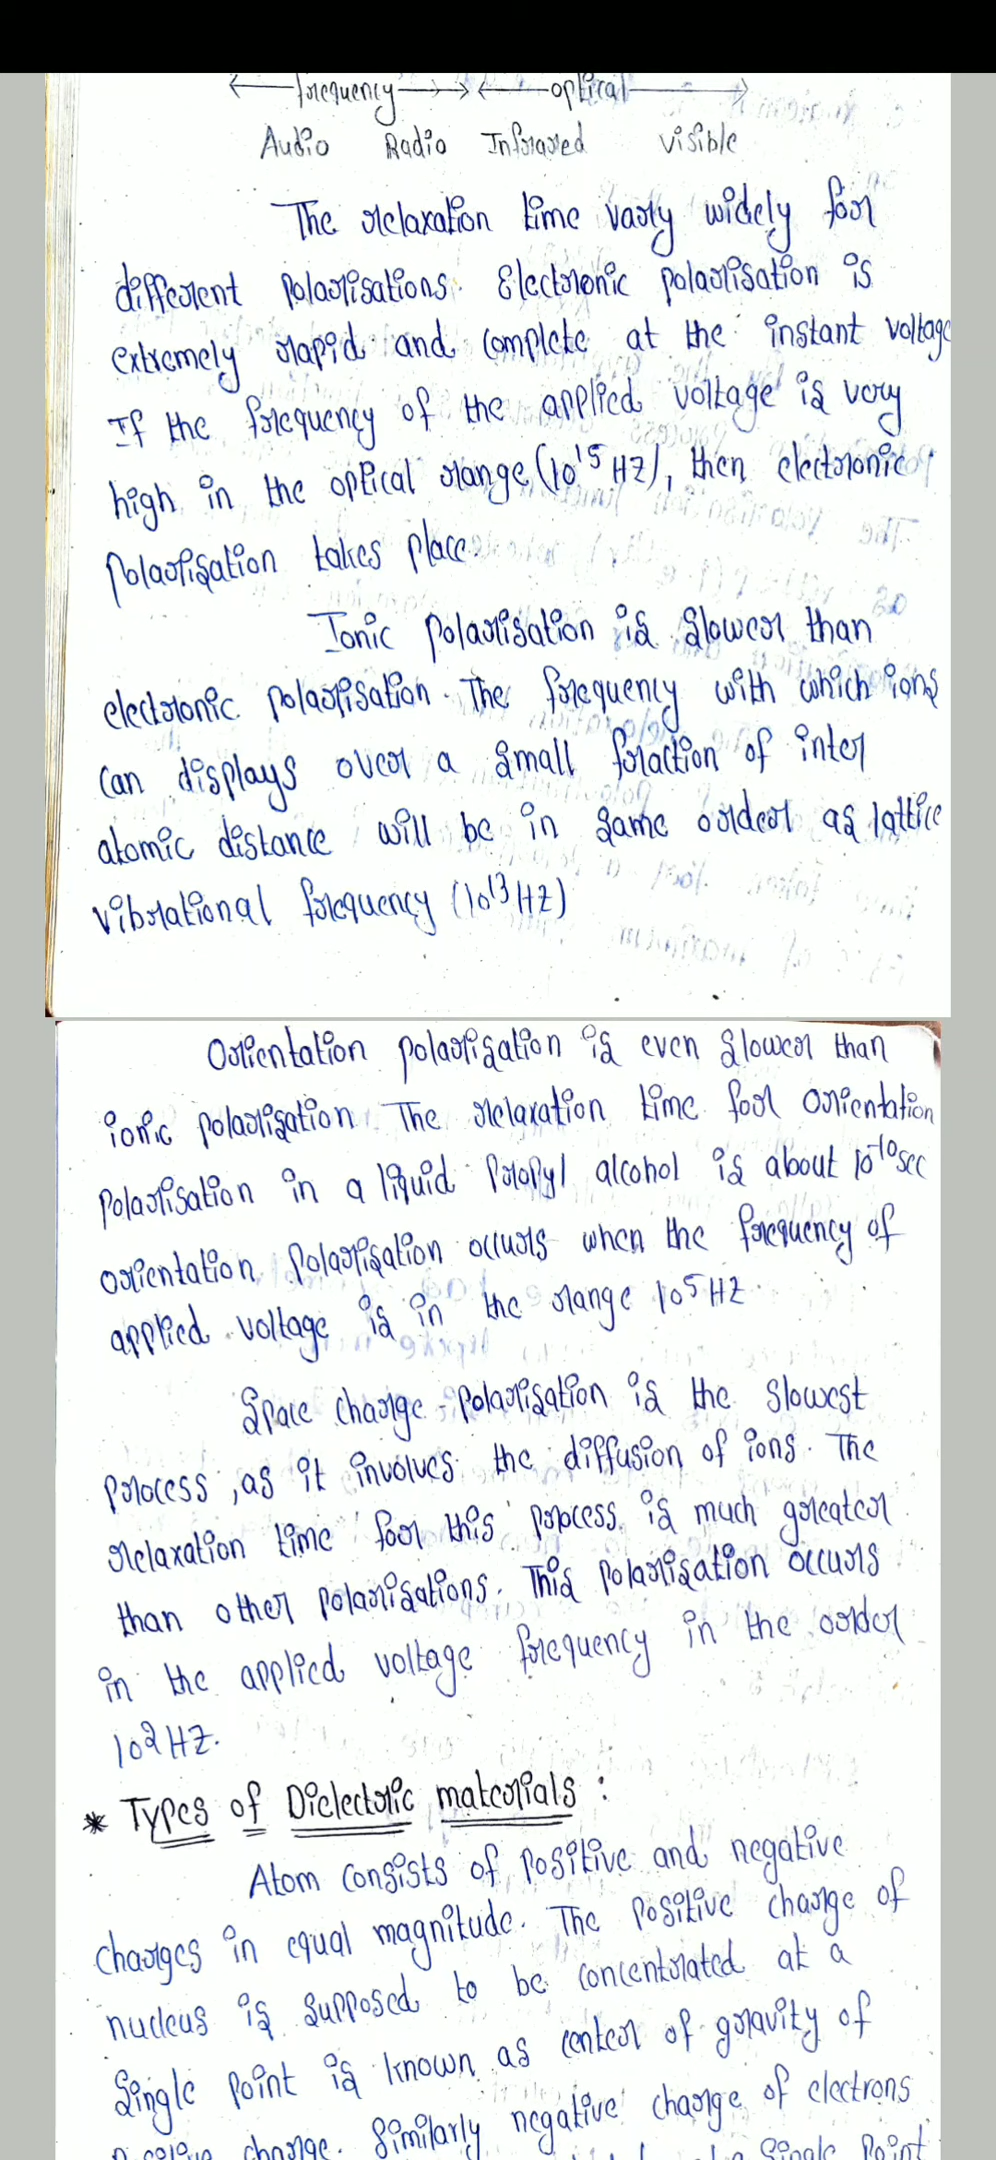 frequency optical
Audio Radio Infrared visible
The relaxation time vary widely for
different polarisations. Electronic polarisation is
extremely rapid and complete at the instant voltage
If the frequency of the applied voltage is very
high in the optical range (10¹⁵ HZ), then electronic
polarisation takes place.
Ionic polarisation is slower than
electronic polarisation. The frequency with which ions
can displays over a small fraction of inter
atomic distance will be in same order as lattice
vibrational frequency (10¹³ HZ)
Orientation polarisation is even slower than
ionic polarisation. The relaxation time for orientation
polarisation in a liquid propyl alcohol is about 10⁻¹⁰ sec
orientation polarisation occurs when the frequency of
applied voltage is in the range 10⁵ HZ.
Space charge - polarisation is the slowest
process, as it involves the diffusion of ions. The
relaxation time for this process is much greater
than other polarisations. This polarisation occurs
in the applied voltage frequency in the order
10² HZ.
* Types of Dielectric materials :
Atom consists of positive and negative
charges in equal magnitude. The positive charge of
nucleus is supposed to be concentrated at a
single point is known as center of gravity of
charge. Similarly negative charge of electrons
single point